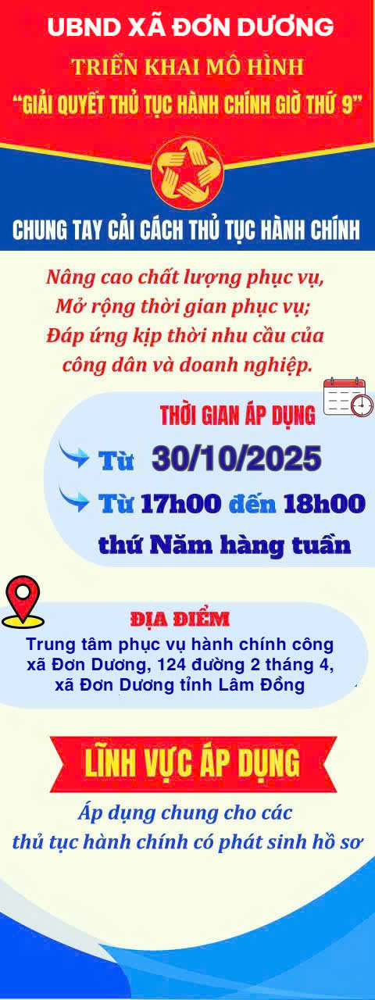 UBND XÃ ĐƠN DƯƠNG
TRIỂN KHAI MÔ HÌNH
“GIẢI QUYẾT THỦ TỤC HÀNH CHÍNH GIỜ THỨ 9”
CHUNG TAY CẢI CÁCH THỦ TỤC HÀNH CHÍNH
Nâng cao chất lượng phục vụ,
Mở rộng thời gian phục vụ;
Đáp ứng kịp thời nhu cầu của
công dân và doanh nghiệp.
THỜI GIAN ÁP DỤNG
Từ 30/10/2025
Từ 17h00 đến 18h00
thứ Năm hàng tuần
ĐỊA ĐIỂM
Trung tâm phục vụ hành chính công
xã Đơn Dương, 124 đường 2 tháng 4,
xã Đơn Dương tỉnh Lâm Đồng
LĨNH VỰC ÁP DỤNG
Áp dụng chung cho các
thủ tục hành chính có phát sinh hồ sơ